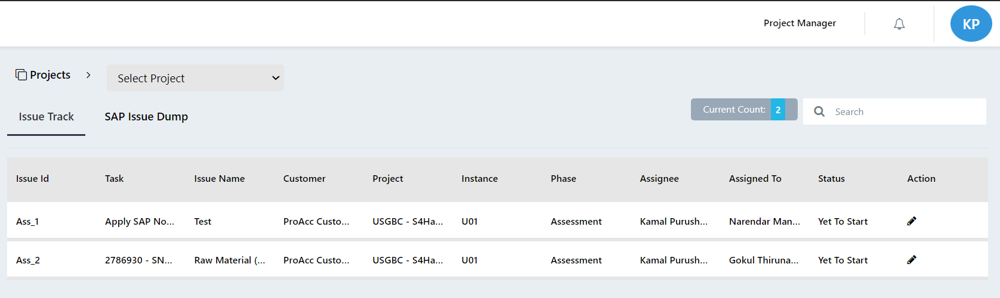 Project Manager
KP
Projects
Select Project
Current Count: 2
Search
Issue Track SAP Issue Dump
Issue Id Task Issue Name Customer Project Instance Phase Assignee Assigned To Status Action
Ass_1 Apply SAP No... Test ProAcc Custo... USGBC - S4Ha... U01 Assessment Kamal Purush... Narendar Man... Yet To Start
Ass_2 2786930 - SN... Raw Material (... ProAcc Custo... USGBC - S4Ha... U01 Assessment Kamal Purush... Gokul Thiruna... Yet To Start